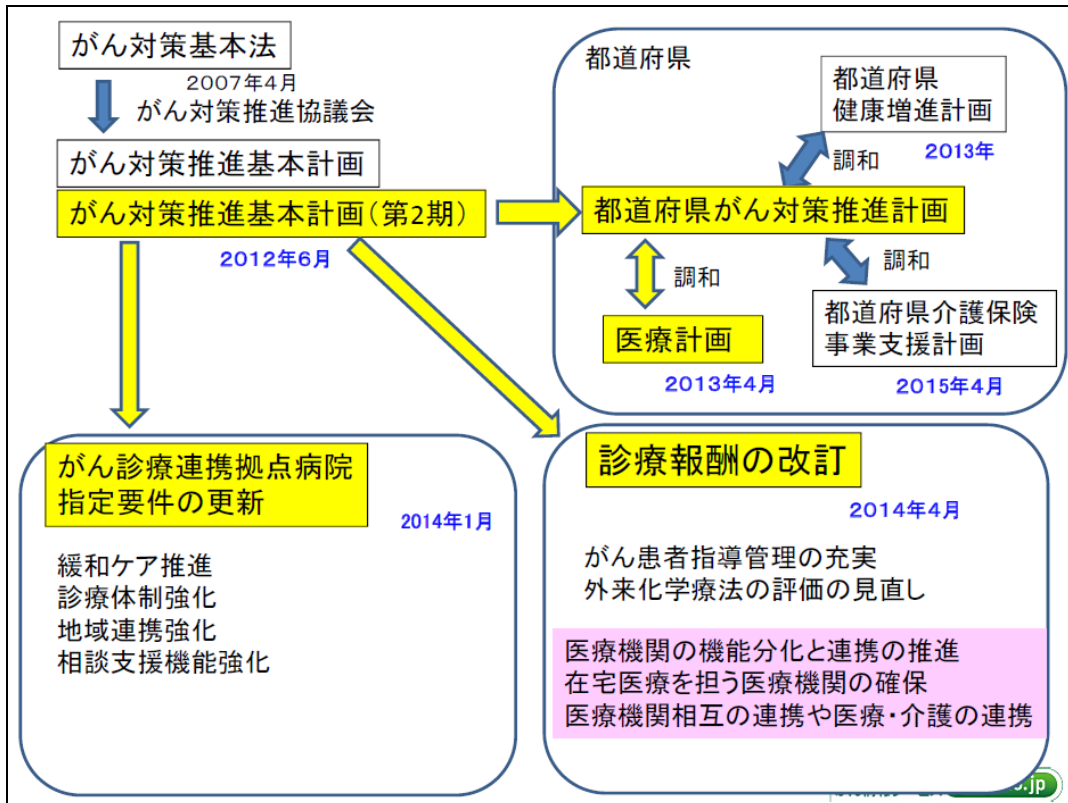 がん対策基本法
2007年4月
がん対策推進協議会
がん対策推進基本計画
がん対策推進基本計画(第2期)
2012年6月
都道府県
都道府県
健康増進計画
2013年
調和
都道府県がん対策推進計画
調和
調和
医療計画
2013年4月
都道府県介護保険
事業支援計画
2015年4月
がん診療連携拠点病院
指定要件の更新
2014年1月
緩和ケア推進
診療体制強化
地域連携強化
相談支援機能強化
診療報酬の改訂
2014年4月
がん患者指導管理の充実
外来化学療法の評価の見直し
医療機関の機能分化と連携の推進
在宅医療を担う医療機関の確保
医療機関相互の連携や医療・介護の連携
.jp